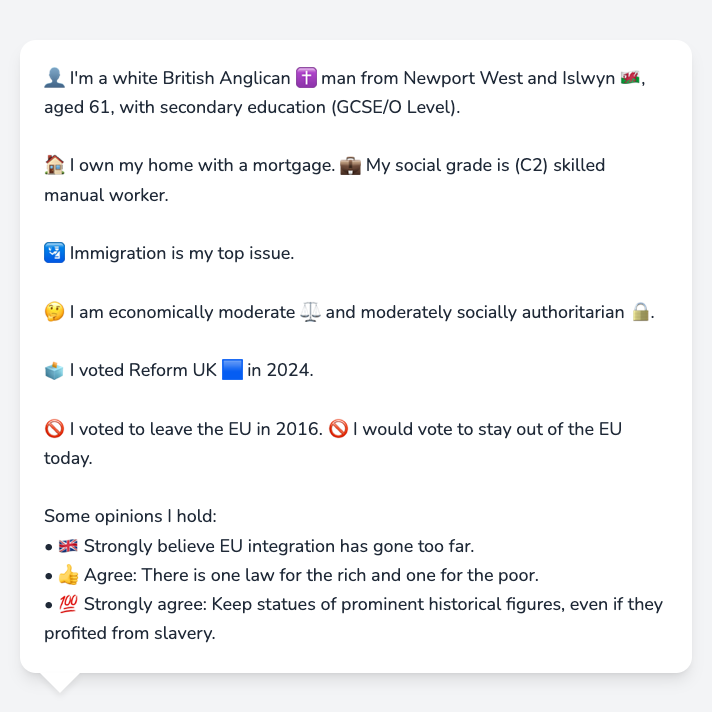 👤 I'm a white British Anglican ✝️ man from Newport West and Islwyn 🏴󠁧󠁢󠁷󠁬󠁳󠁿,
aged 61, with secondary education (GCSE/O Level).
🏠 I own my home with a mortgage. 💼 My social grade is (C2) skilled
manual worker.
🛂 Immigration is my top issue.
🤔 I am economically moderate ⚖️ and moderately socially authoritarian 🔒.
🗳️ I voted Reform UK 🟦 in 2024.
🚫 I voted to leave the EU in 2016. 🚫 I would vote to stay out of the EU
today.
Some opinions I hold:
• 🇬🇧 Strongly believe EU integration has gone too far.
• 👍 Agree: There is one law for the rich and one for the poor.
• 💯 Strongly agree: Keep statues of prominent historical figures, even if they
profited from slavery.